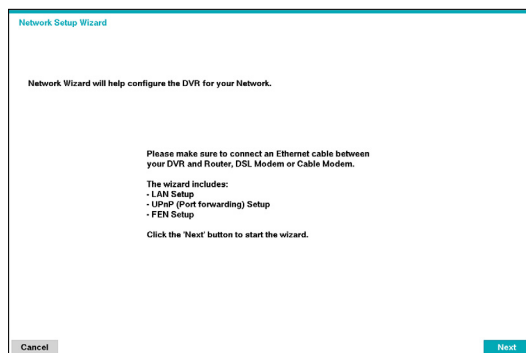 Network Setup Wizard
Network Wizard will help configure the DVR for your Network.
Please make sure to connect an Ethernet cable between
your DVR and Router, DSL Modem or Cable Modem.
The wizard includes:
- LAN Setup
- UPnP (Port forwarding) Setup
- FEN Setup
Click the 'Next' button to start the wizard.
Cancel
Next